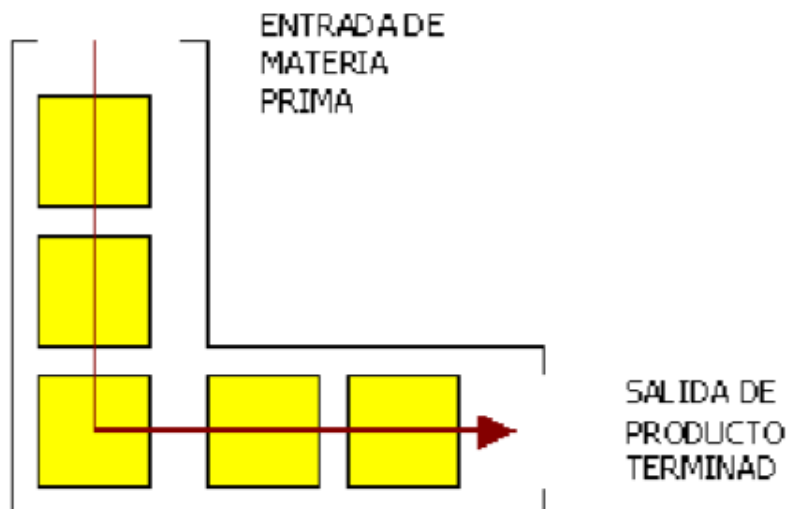 ENTRADA DE
MATERIA
PRIMA
SALIDA DE
PRODUCTO
TERMINAD